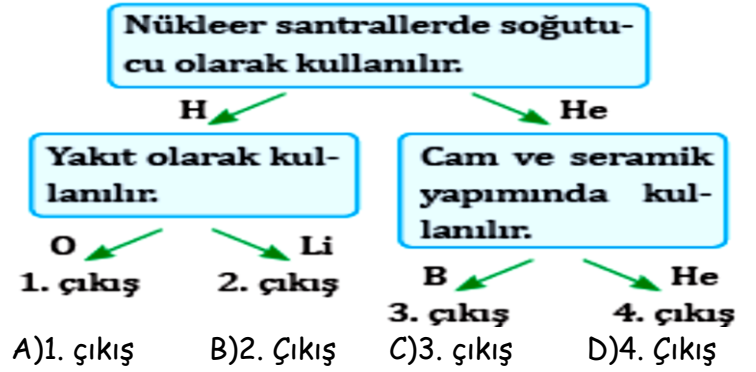 Nükleer santrallerde soğutu-
cu olarak kullanılır.
H He
Yakıt olarak kul-
lanılır.
Cam ve seramik
yapımında kul-
lanılır.
O Li
1. çıkış 2. çıkış
B He
3. çıkış 4. çıkış
A)1. çıkış B)2. Çıkış C)3. çıkış D)4. Çıkış